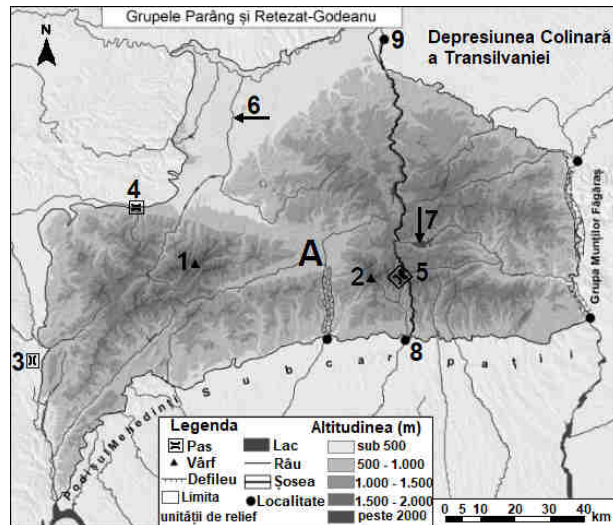 Grupele Parâng și Retezat-Godeanu
N
9
Depresiunea Colinară
a Transilvaniei
6
4
7
A
1
2
5
Grupa Munților Făgăraș
3
8
Podișul Mehedinți
Subcarpații
Legenda
Pas
Vârf
Defileu
Limita
unității de relief
Lac
Râu
Șosea
Localitate
Altitudinea (m)
sub 500
500 - 1.000
1.000 - 1.500
1.500 - 2.000
peste 2000
0 5 10 20 30 40
Km